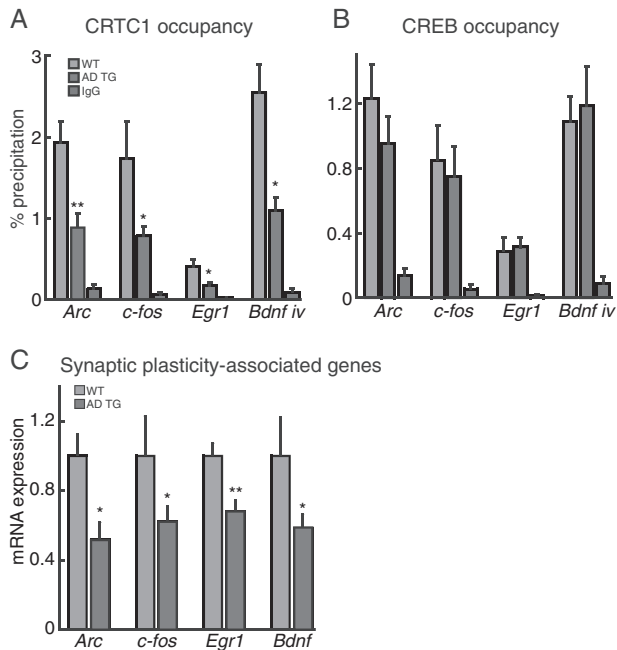 A CRTC1 occupancy
3
2
1
0
% precipitation
WT
AD TG
IgG
**
*
*
*
Arc c-fos Egr1 Bdnf iv
B CREB occupancy
1.2
0.8
0.4
0
Arc c-fos Egr1 Bdnf iv
C Synaptic plasticity-associated genes
1.2
0.8
0.4
0
mRNA expression
WT
AD TG
*
*
**
*
Arc c-fos Egr1 Bdnf